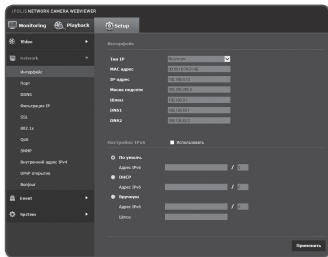 IPOLIS NETWORK CAMERA WEBVIEWER
Monitoring
Playback
Setup
Video
Network
Интерфейс
Порт
DDNS
Фильтрация IP
SSL
802.1x
QoS
SNMP
Внутренний адрес IPv4
UPnP открытие
Bonjour
Event
System
Интерфейс
Тип IP
MAC адрес
IP-адрес
Маска подсети
Шлюз
DNS1
DNS2
Настройки IPv6
Использовать
По умолч.
Адрес IPv6
/
DHCP
Адрес IPv6
/
Вручную
Адрес IPv6
/
Шлюз
Применить